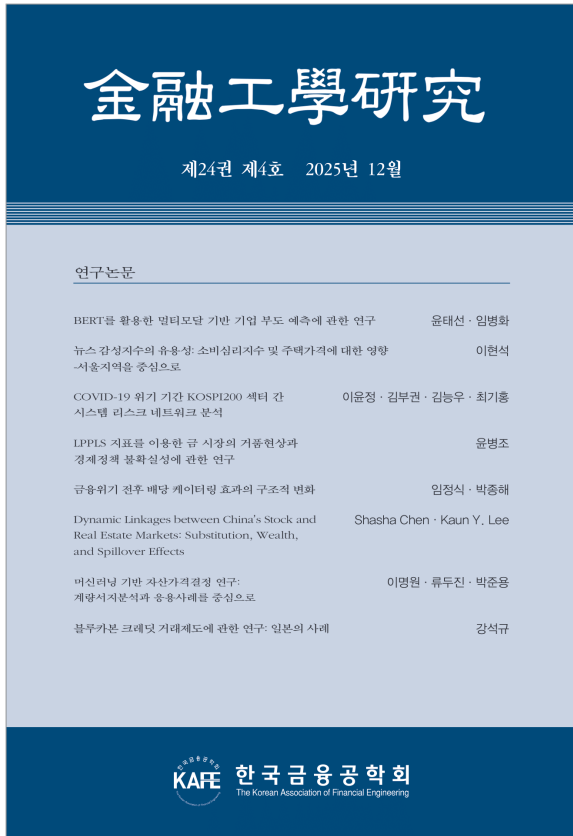 金融工學硏究
제24권 제4호 2025년 12월
연구논문
BERT를 활용한 멀티모달 기반 기업 부도 예측에 관한 연구 윤태선 · 임병화
뉴스 감성지수의 유용성: 소비심리지수 및 주택가격에 대한 영향 이현석
-서울지역을 중심으로
COVID-19 위기 기간 KOSPI200 섹터 간 이윤정 · 김부권 · 김능우 · 최기홍
시스템 리스크 네트워크 분석
LPPLS 지표를 이용한 금 시장의 거품현상과 윤병조
경제정책 불확실성에 관한 연구
금융위기 전후 배당 케이터링 효과의 구조적 변화 임정식 · 박종해
Dynamic Linkages between China's Stock and Shasha Chen · Kaun Y. Lee
Real Estate Markets: Substitution, Wealth,
and Spillover Effects
머신러닝 기반 자산가격결정 연구: 이명원 · 류두진 · 박준용
계량서지분석과 응용사례를 중심으로
블루카본 크레딧 거래제도에 관한 연구: 일본의 사례 강석규
한국금융공학회
KAFE 한국금융공학회
The Korean Association of Financial Engineering